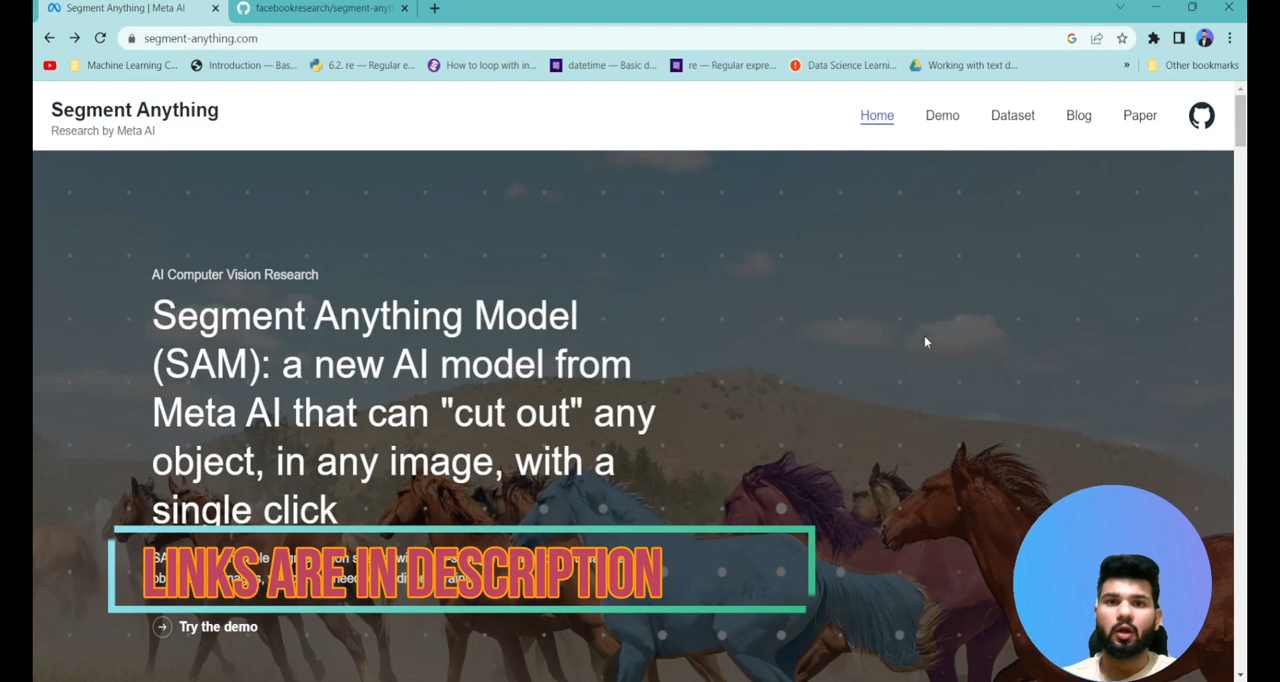 Segment Anything | Meta AI
facebookresearch/segment-anyt
segment-anything.com
Machine Learning C...
Introduction — Bas...
6.2. re — Regular e...
How to loop with in...
datetime — Basic d...
re — Regular expre...
Data Science Learni...
Working with text d...
»
Other bookmarks
Segment Anything
Research by Meta AI
Home
Demo
Dataset
Blog
Paper
AI Computer Vision Research
Segment Anything Model
(SAM): a new AI model from
Meta AI that can "cut out" any
object, in any image, with a
single click
LINKS ARE IN DESCRIPTION
Try the demo